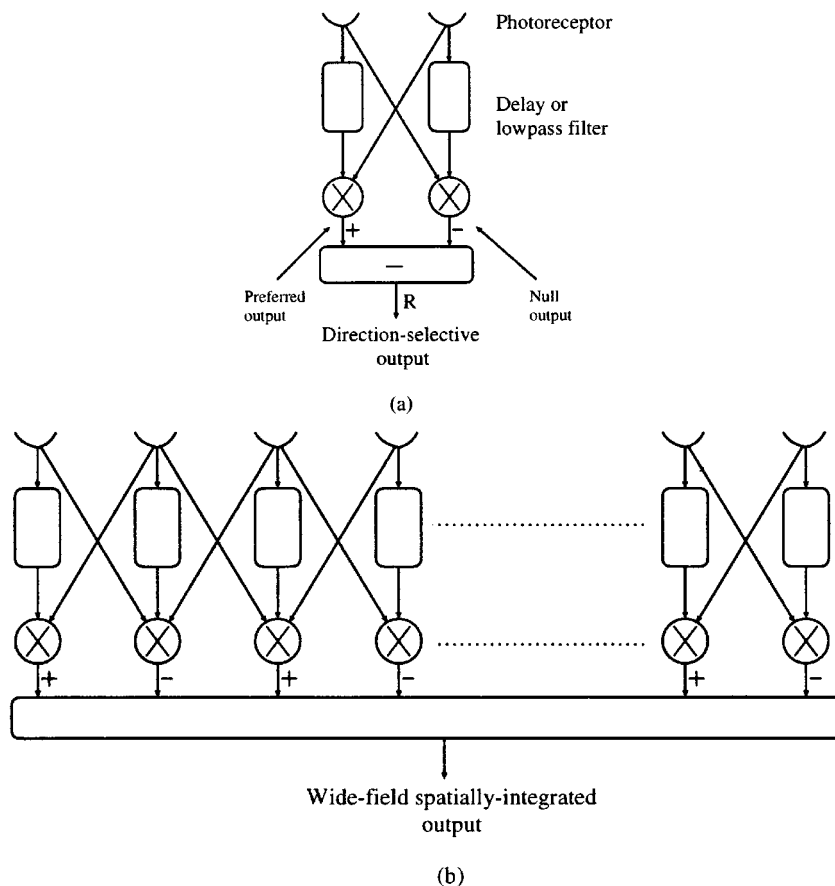 Photoreceptor
Delay or
lowpass filter
+
-
−
Preferred
output
R
Null
output
Direction-selective
output
(a)
+
-
+
-
+
-
Wide-field spatially-integrated
output
(b)